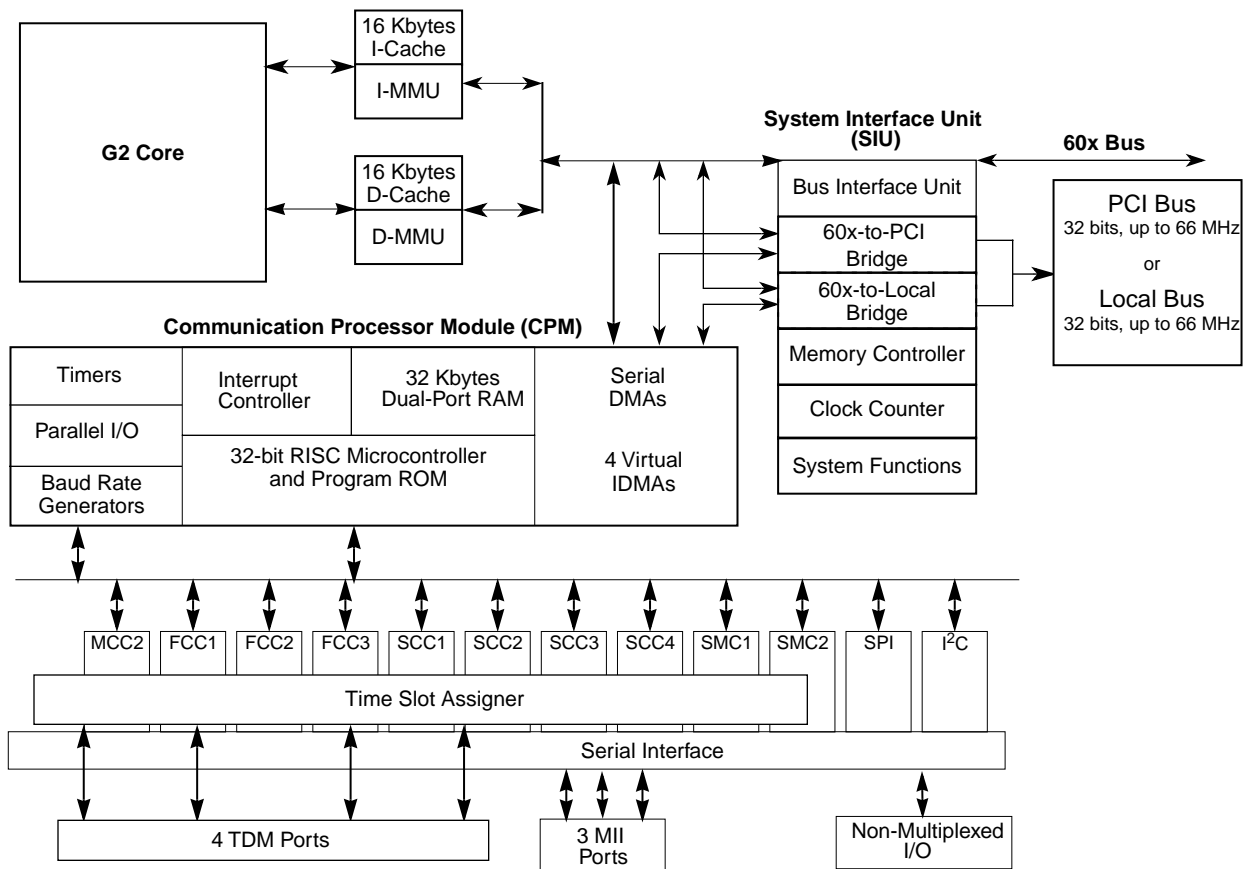 G2 Core
16 Kbytes
I-Cache
I-MMU
16 Kbytes
D-Cache
D-MMU
System Interface Unit
(SIU)
60x Bus
Bus Interface Unit
60x-to-PCI
Bridge
60x-to-Local
Bridge
Memory Controller
Clock Counter
System Functions
PCI Bus
32 bits, up to 66 MHz
or
Local Bus
32 bits, up to 66 MHz
Communication Processor Module (CPM)
Timers
Parallel I/O
Baud Rate
Generators
Interrupt
Controller
32 Kbytes
Dual-Port RAM
32-bit RISC Microcontroller
and Program ROM
Serial
DMAs
4 Virtual
IDMAs
MCC2
FCC1
FCC2
FCC3
SCC1
SCC2
SCC3
SCC4
SMC1
SMC2
SPI
I²C
Time Slot Assigner
Serial Interface
4 TDM Ports
3 MII
Ports
Non-Multiplexed
I/O